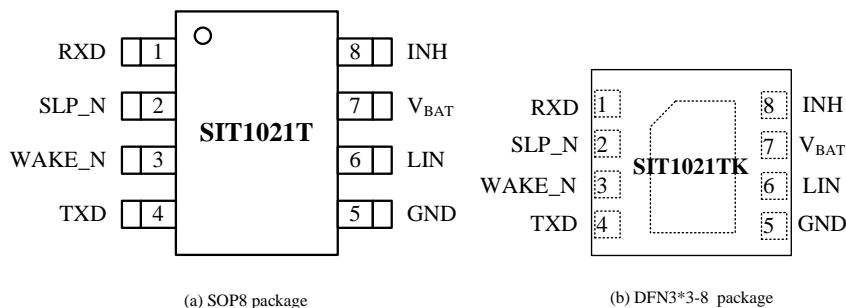 RXD 1 8 INH
SLP_N 2 7 VBAT
SIT1021T
WAKE_N 3 6 LIN
TXD 4 5 GND
(a) SOP8 package
RXD 1 8 INH
SLP_N 2 7 VBAT
SIT1021TK
WAKE_N 3 6 LIN
TXD 4 5 GND
(b) DFN3*3-8 package